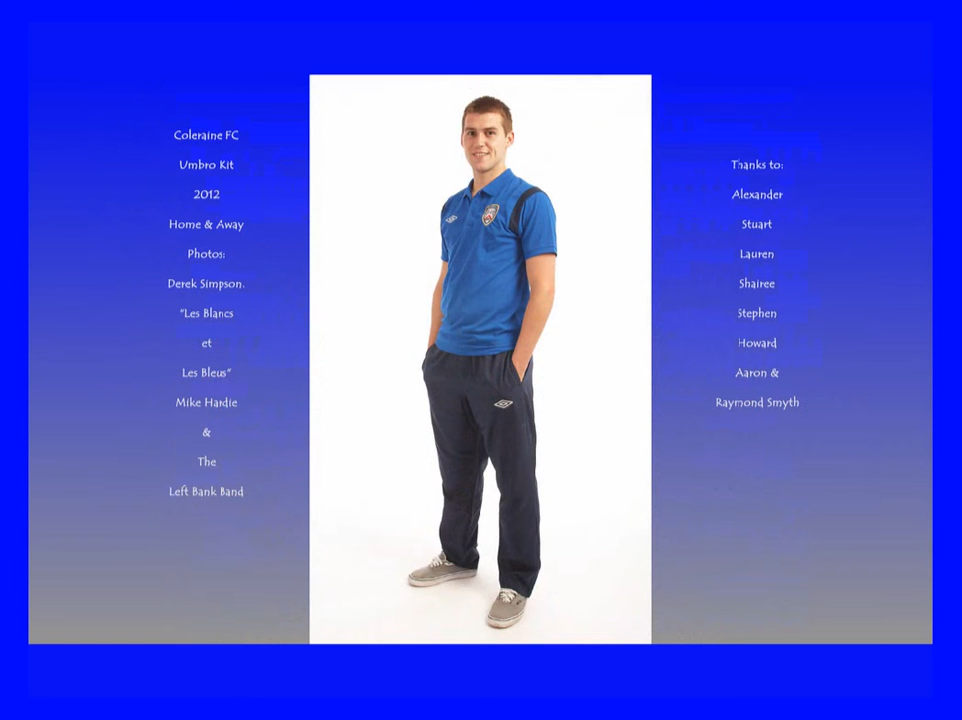 Coleraine FC
Umbro Kit
2012
Home & Away
Photos:
Derek Simpson.
"Les Blancs
et
Les Bleus"
Mike Hardie
&
The
Left Bank Band
Thanks to:
Alexander
Stuart
Lauren
Shairee
Stephen
Howard
Aaron &
Raymond Smyth